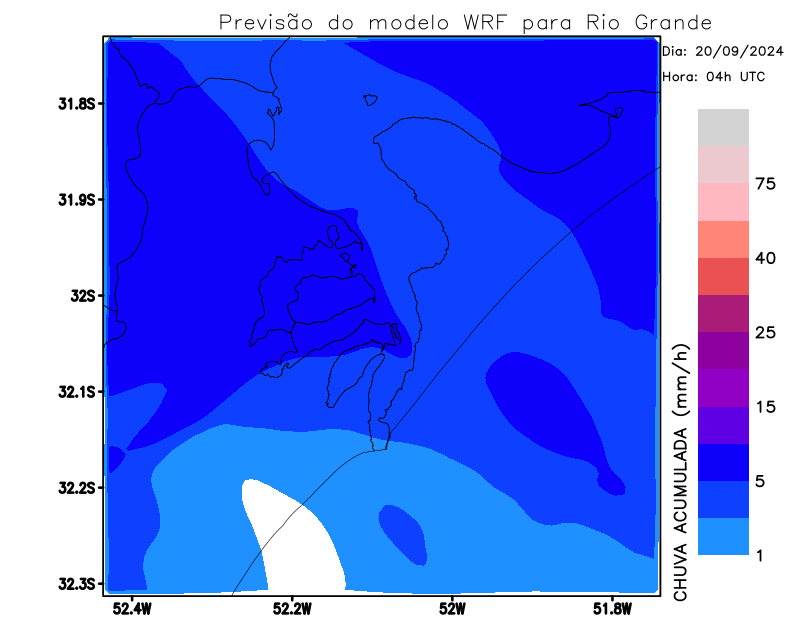 Previsão do modelo WRF para Rio Grande
Dia: 20/09/2024
Hora: 04h UTC
31.8S
31.9S
32S
32.1S
32.2S
32.3S
52.4W
52.2W
52W
51.8W
75
40
25
15
5
1
CHUVA ACUMULADA (mm/h)